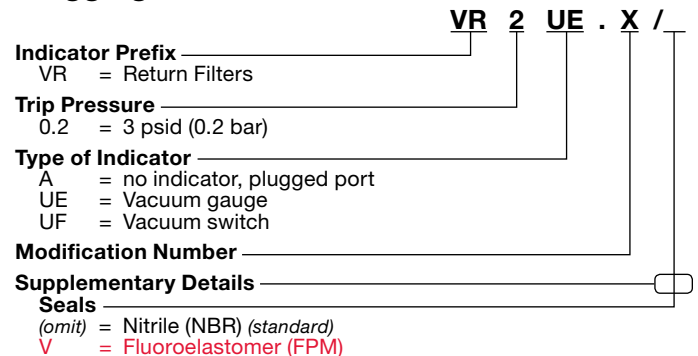 VR 2 UE . X /
Indicator Prefix
VR = Return Filters
Trip Pressure
0.2 = 3 psid (0.2 bar)
Type of Indicator
A = no indicator, plugged port
UE = Vacuum gauge
UF = Vacuum switch
Modification Number
Supplementary Details
Seals
(omit) = Nitrile (NBR) (standard)
V = Fluoroelastomer (FPM)